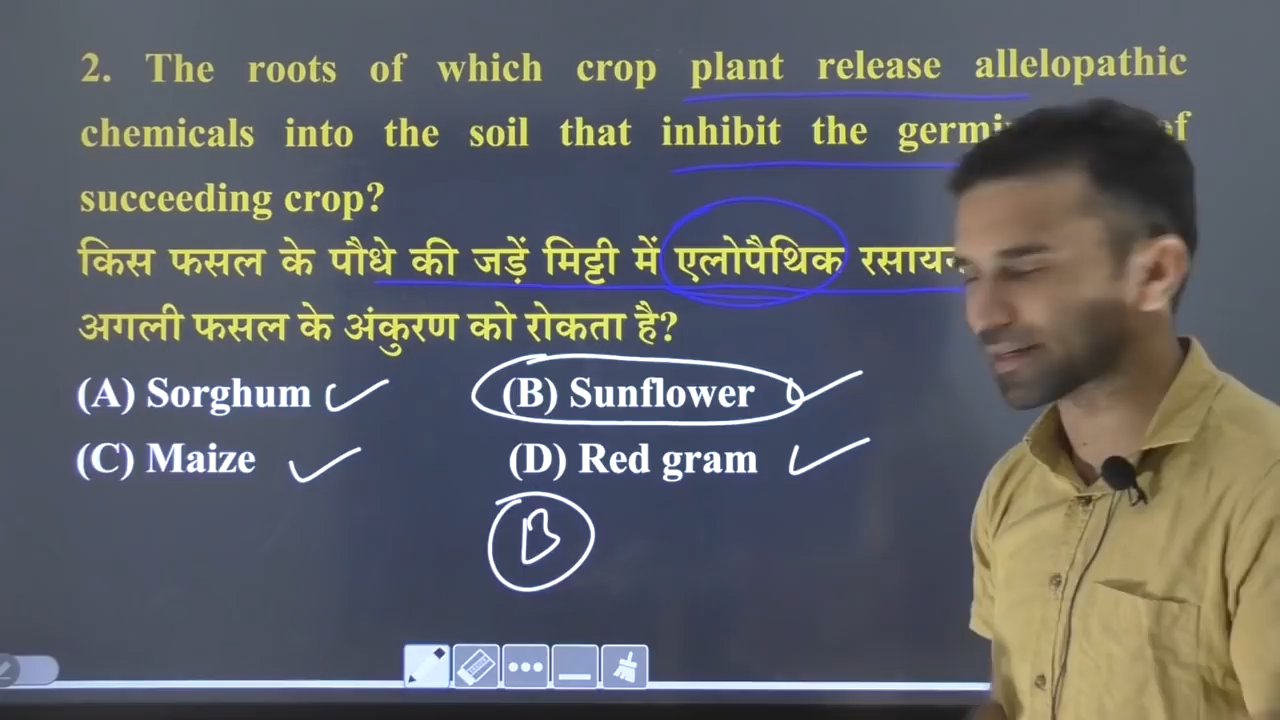 2. The roots of which crop plant release allelopathic
chemicals into the soil that inhibit the of
succeeding crop?
किस फसल के पौधे की जड़ें मिट्टी में एलोपैथिक
अगली फसल के अंकुरण को रोकता है?
(A) Sorghum (B) Sunflower
(C) Maize (D) Red gram
B